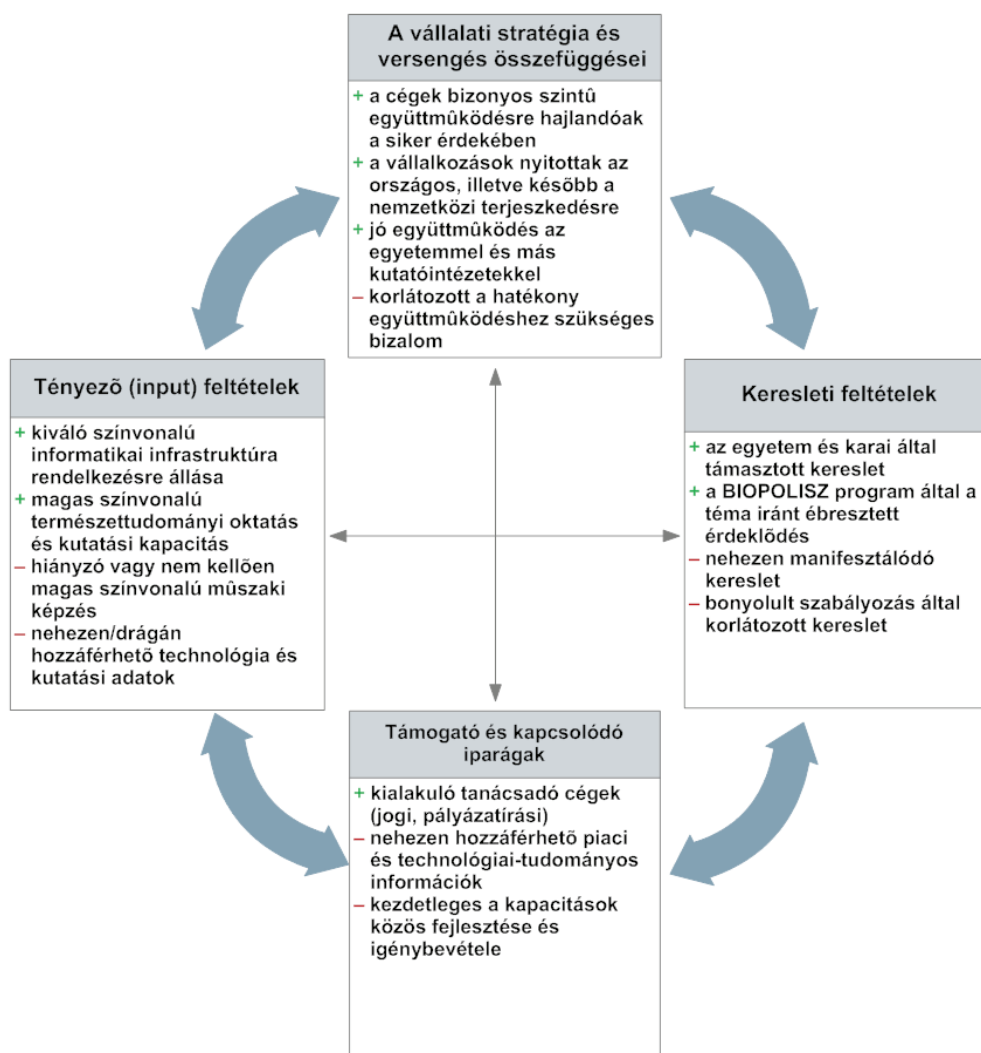 A vállalati stratégia és
versengés összefüggései
+ a cégek bizonyos szintû
együttmûködésre hajlandóak
a siker érdekében
+ a vállalkozások nyitottak az
országos, illetve késõbb a
nemzetközi terjeszkedésre
+ jó együttmûködés az
egyetemmel és más
kutatóintézetekkel
– korlátozott a hatékony
együttmûködéshez szükséges
bizalom
Tényezõ (input) feltételek
+ kiváló színvonalú
informatikai infrastruktúra
rendelkezésre állása
+ magas színvonalú
természettudományi oktatás
és kutatási kapacitás
– hiányzó vagy nem kellõen
magas színvonalú mûszaki
képzés
– nehezen/drágán
hozzáférhetõ technológia és
kutatási adatok
Keresleti feltételek
+ az egyetem és karai által
támasztott kereslet
+ a BIOPOLISZ program által a
téma iránt ébresztett
érdeklõdés
– nehezen manifesztálódó
kereslet
– bonyolult szabályozás által
korlátozott kereslet
Támogató és kapcsolódó
iparágak
+ kialakuló tanácsadó cégek
(jogi, pályázatírási)
– nehezen hozzáférhetõ piaci
és technológiai-tudományos
információk
– kezdetleges a kapacitások
közös fejlesztése és
igénybevétele